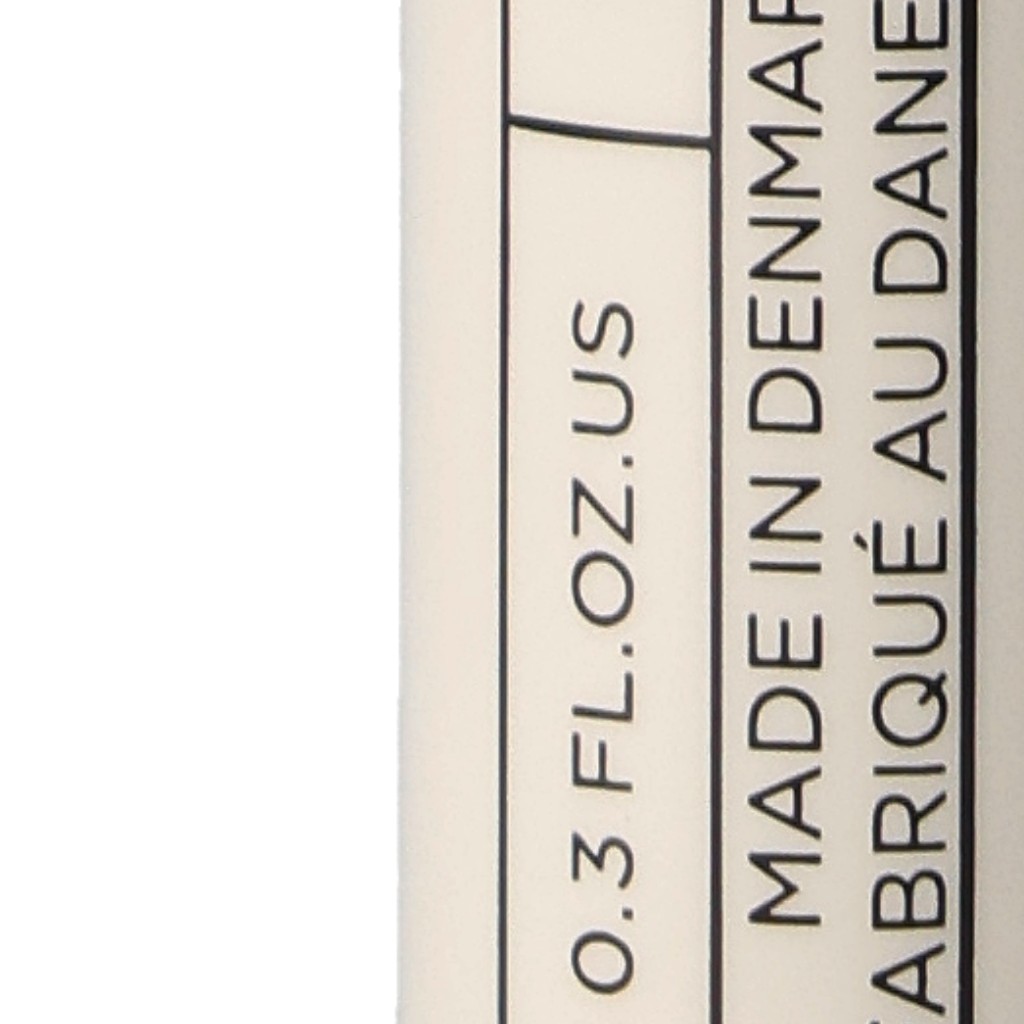 0.3 FL.OZ.US
MADE IN DENMAR
ABRIQUÉ AU DANE